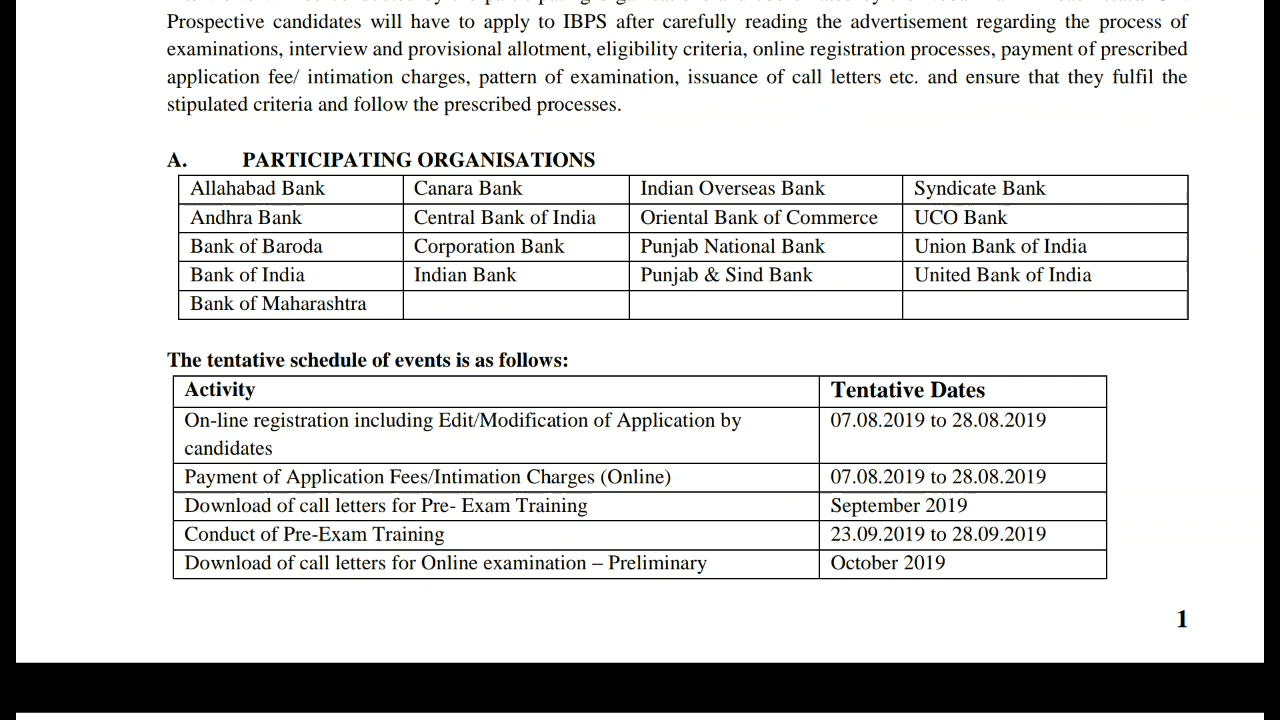 Prospective candidates will have to apply to IBPS after carefully reading the advertisement regarding the process of
examinations, interview and provisional allotment, eligibility criteria, online registration processes, payment of prescribed
application fee/ intimation charges, pattern of examination, issuance of call letters etc. and ensure that they fulfil the
stipulated criteria and follow the prescribed processes.
A. PARTICIPATING ORGANISATIONS
Allahabad Bank Canara Bank Indian Overseas Bank Syndicate Bank
Andhra Bank Central Bank of India Oriental Bank of Commerce UCO Bank
Bank of Baroda Corporation Bank Punjab National Bank Union Bank of India
Bank of India Indian Bank Punjab & Sind Bank United Bank of India
Bank of Maharashtra
The tentative schedule of events is as follows:
Activity Tentative Dates
On-line registration including Edit/Modification of Application by 07.08.2019 to 28.08.2019
candidates
Payment of Application Fees/Intimation Charges (Online) 07.08.2019 to 28.08.2019
Download of call letters for Pre- Exam Training September 2019
Conduct of Pre-Exam Training 23.09.2019 to 28.09.2019
Download of call letters for Online examination – Preliminary October 2019
1